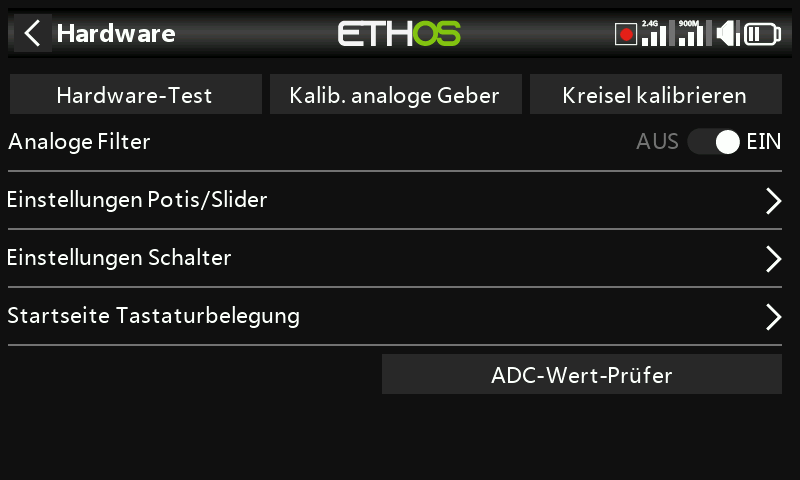 Hardware
ETHOS
2.4G
900M
Hardware-Test
Kalib. analoge Geber
Kreisel kalibrieren
Analoge Filter
AUS
EIN
Einstellungen Potis/Slider
Einstellungen Schalter
Startseite Tastaturbelegung
ADC-Wert-Prüfer